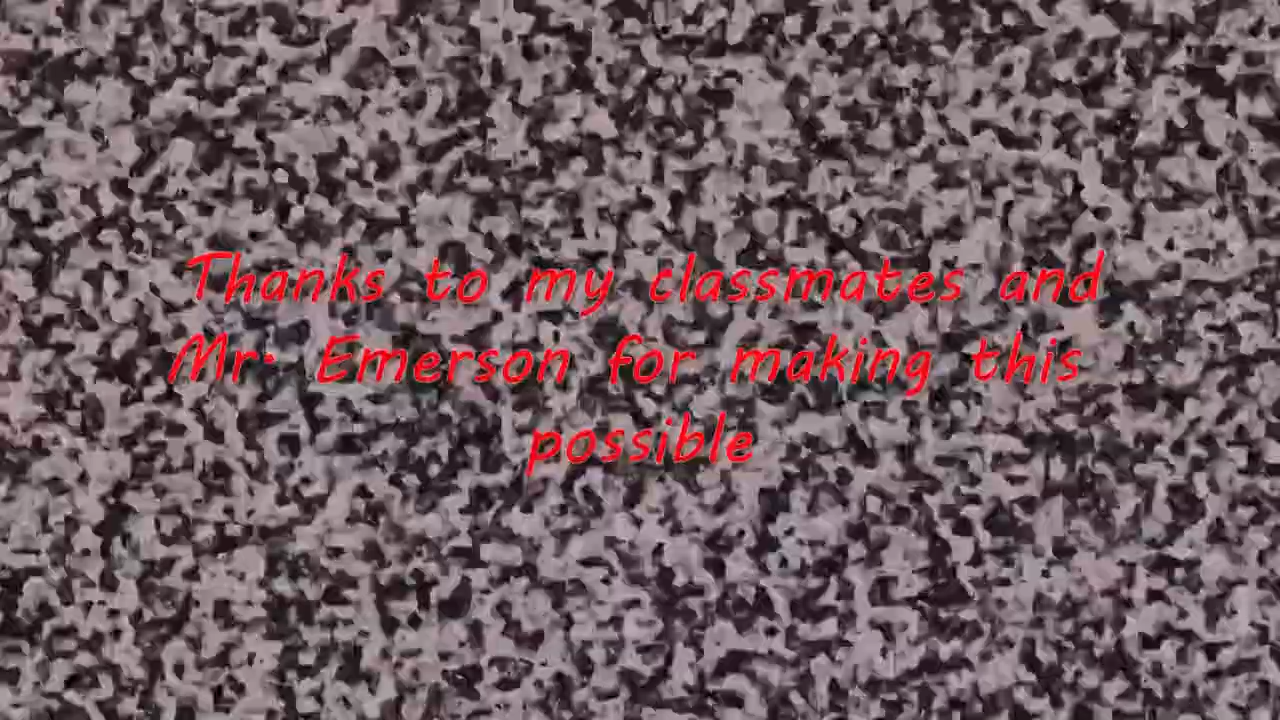 Thanks to my classmates and
Mr. Emerson for making this
possible